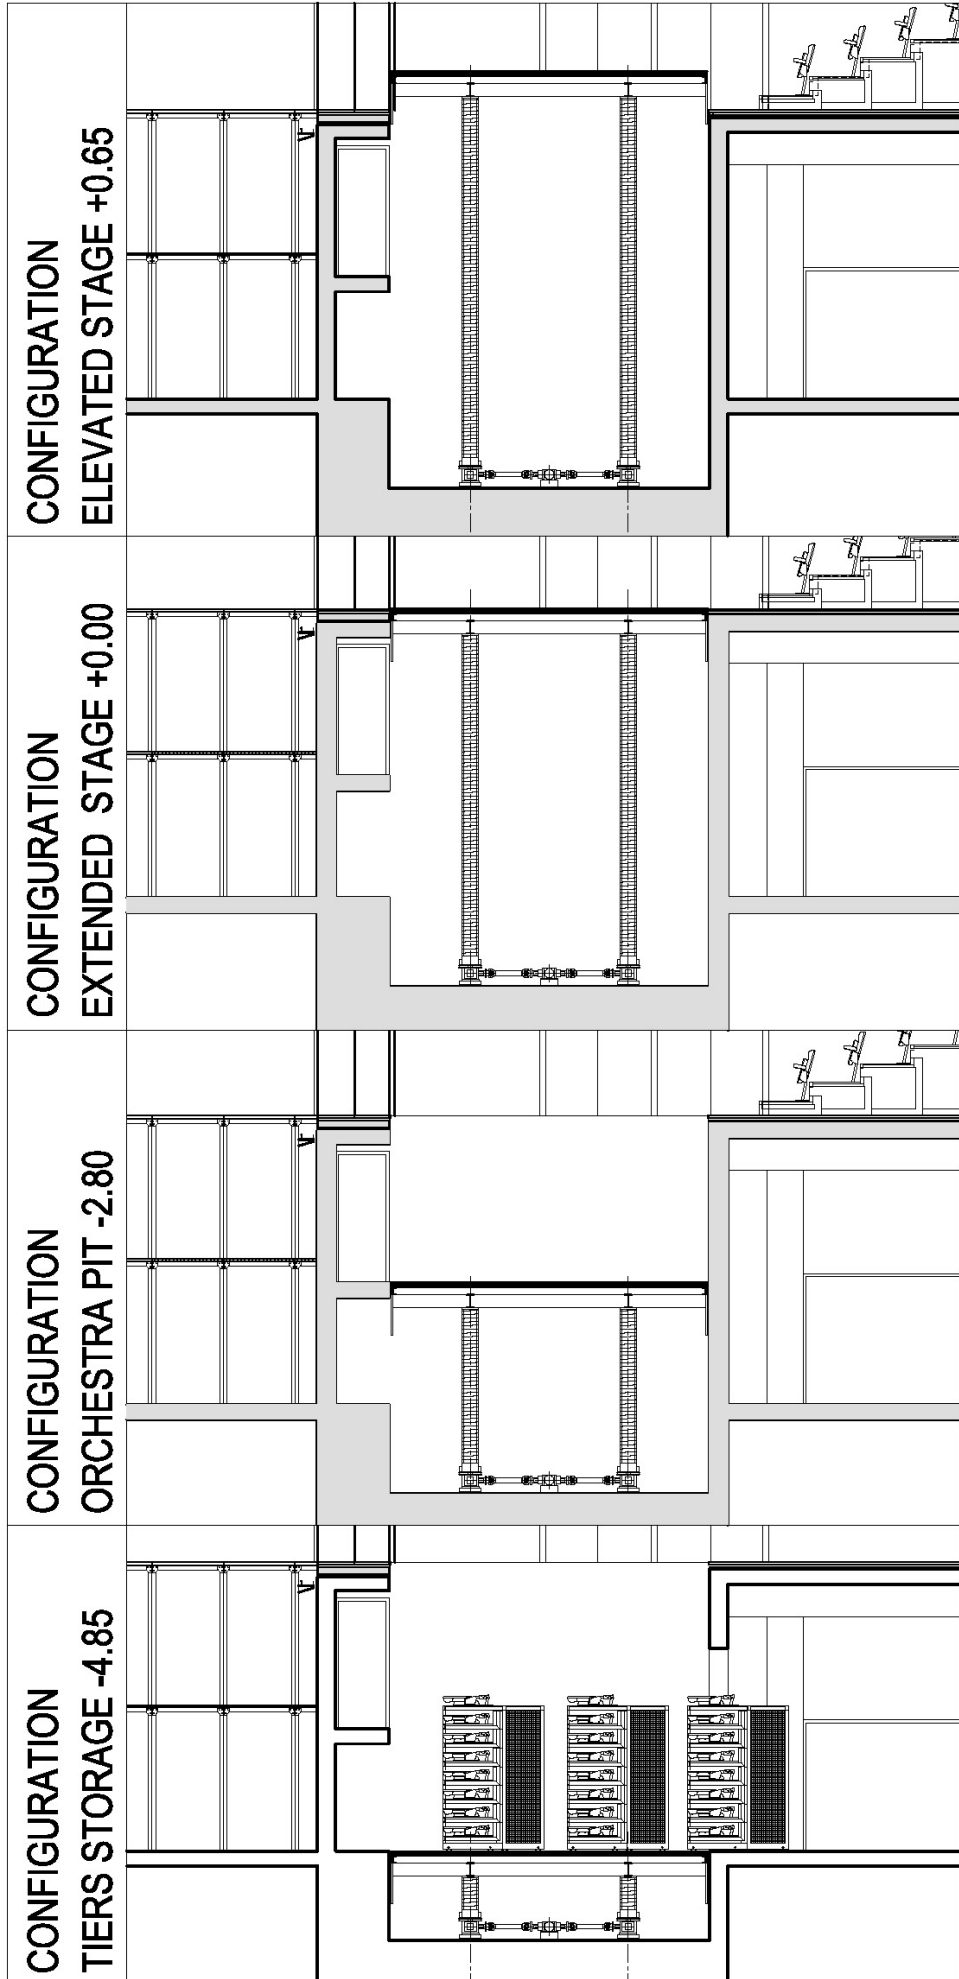 CONFIGURATION
ELEVATED STAGE +0.65
CONFIGURATION
EXTENDED STAGE +0.00
CONFIGURATION
ORCHESTRA PIT -2.80
CONFIGURATION
TIERS STORAGE -4.85